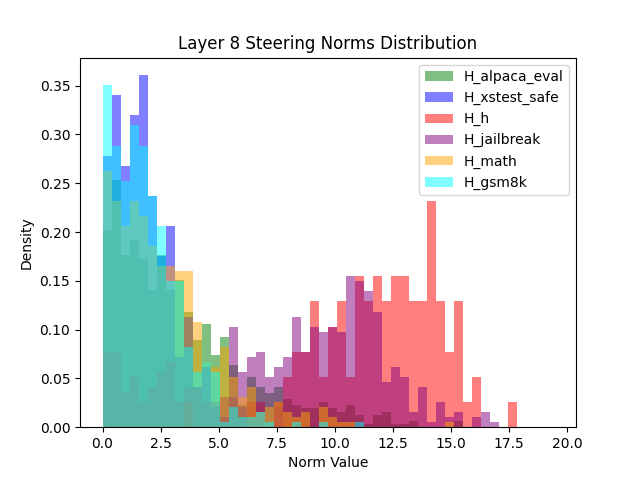 Layer 8 Steering Norms Distribution
H_alpaca_eval
H_xstest_safe
H_h
H_jailbreak
H_math
H_gsm8k
0.35
0.30
0.25
0.20
0.15
0.10
0.05
0.00
Density
0.0 2.5 5.0 7.5 10.0 12.5 15.0 17.5 20.0
Norm Value